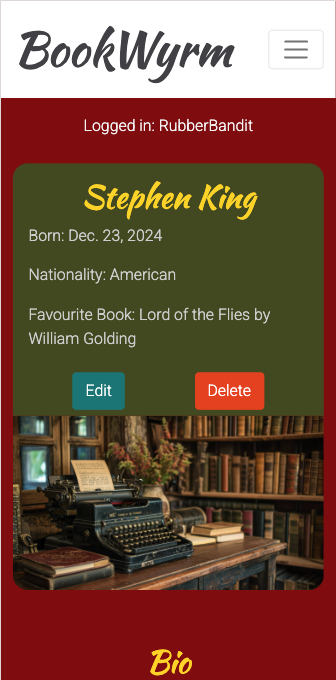 BookWyrm
Logged in: RubberBandit
Stephen King
Born: Dec. 23, 2024
Nationality: American
Favourite Book: Lord of the Flies by
William Golding
Edit
Delete
Bio